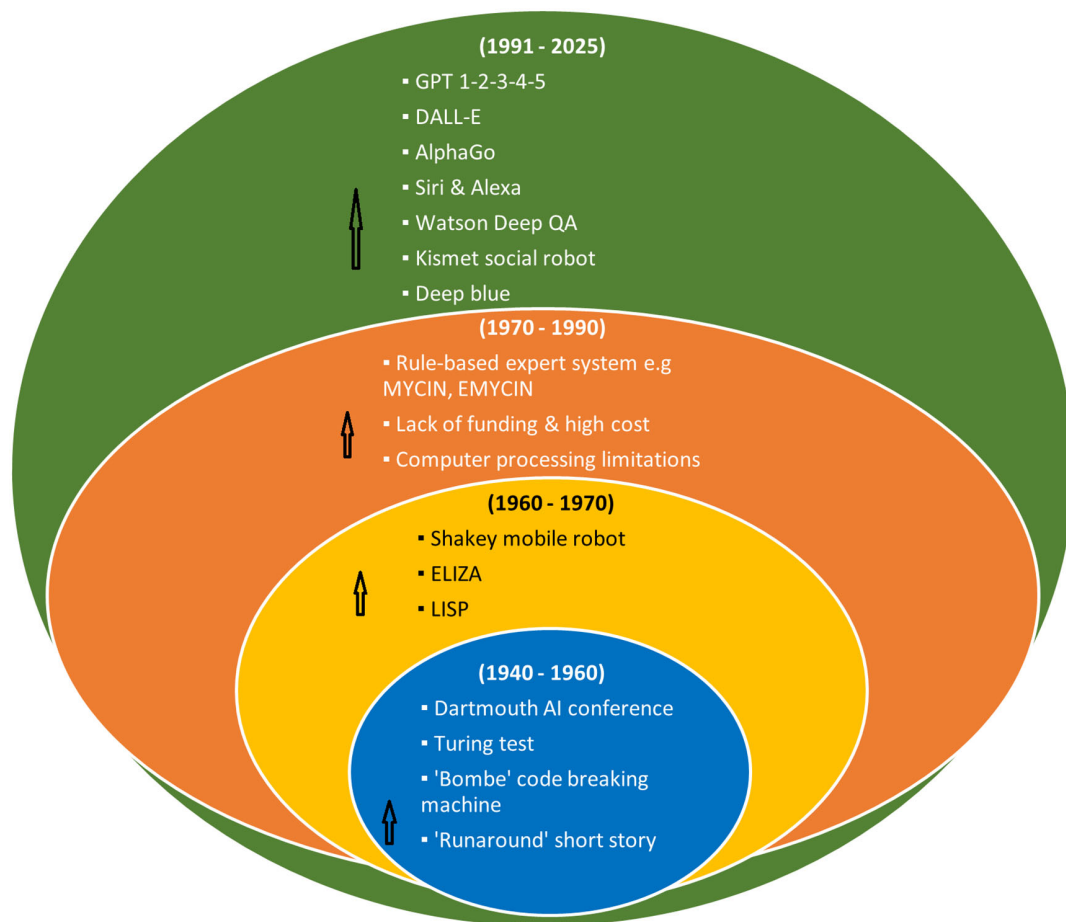 (1991 - 2025)
▪ GPT 1-2-3-4-5
▪ DALL-E
▪ AlphaGo
▪ Siri & Alexa
▪ Watson Deep QA
▪ Kismet social robot
▪ Deep blue
(1970 - 1990)
▪ Rule-based expert system e.g
MYCIN, EMYCIN
▪ Lack of funding & high cost
▪ Computer processing limitations
(1960 - 1970)
▪ Shakey mobile robot
▪ ELIZA
▪ LISP
(1940 - 1960)
▪ Dartmouth AI conference
▪ Turing test
▪ 'Bombe' code breaking
machine
▪ 'Runaround' short story